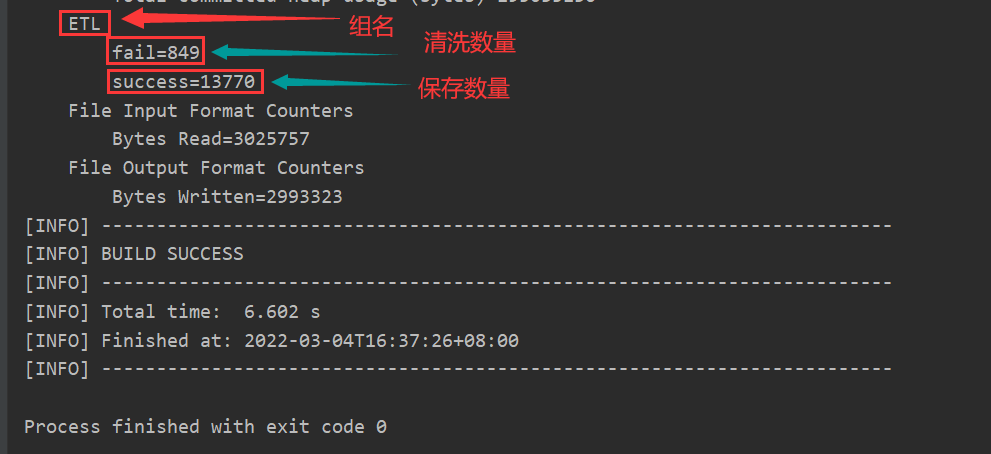 ETL 组名
fail=849 清洗数量
success=13770 保存数量
File Input Format Counters
Bytes Read=3025757
File Output Format Counters
Bytes Written=2993323
[INFO] ------------------------------------------------------------------------
[INFO] BUILD SUCCESS
[INFO] ------------------------------------------------------------------------
[INFO] Total time:  6.602 s
[INFO] Finished at: 2022-03-04T16:37:26+08:00
[INFO] ------------------------------------------------------------------------
Process finished with exit code 0